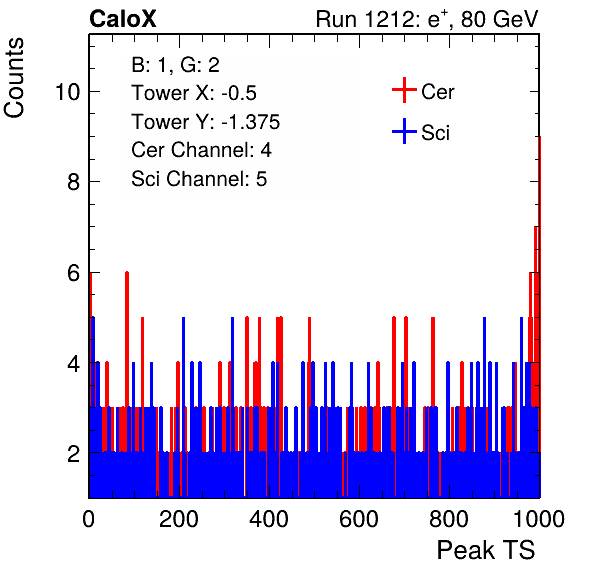 CaloX
Run 1212: e+, 80 GeV
Counts
B: 1, G: 2
Tower X: -0.5
Tower Y: -1.375
Cer Channel: 4
Sci Channel: 5
Cer
Sci
10
8
6
4
2
0 200 400 600 800 1000
Peak TS